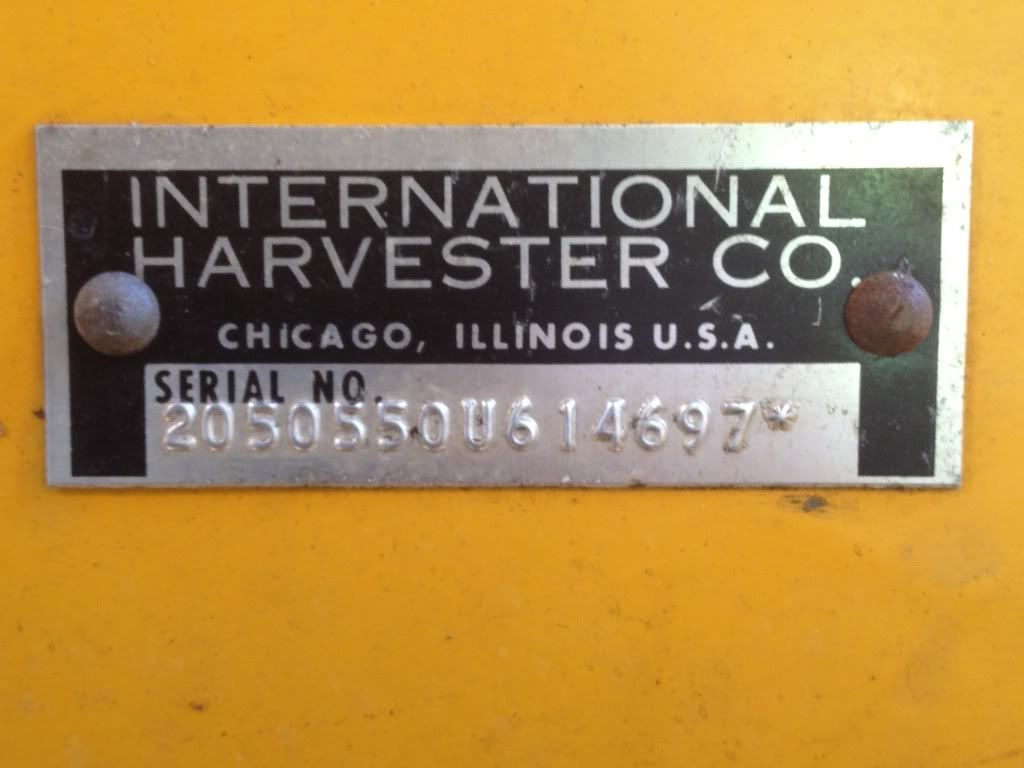 INTERNATIONAL
HARVESTER CO.
CHICAGO, ILLINOIS U.S.A.
SERIAL NO.
2050550U614697*